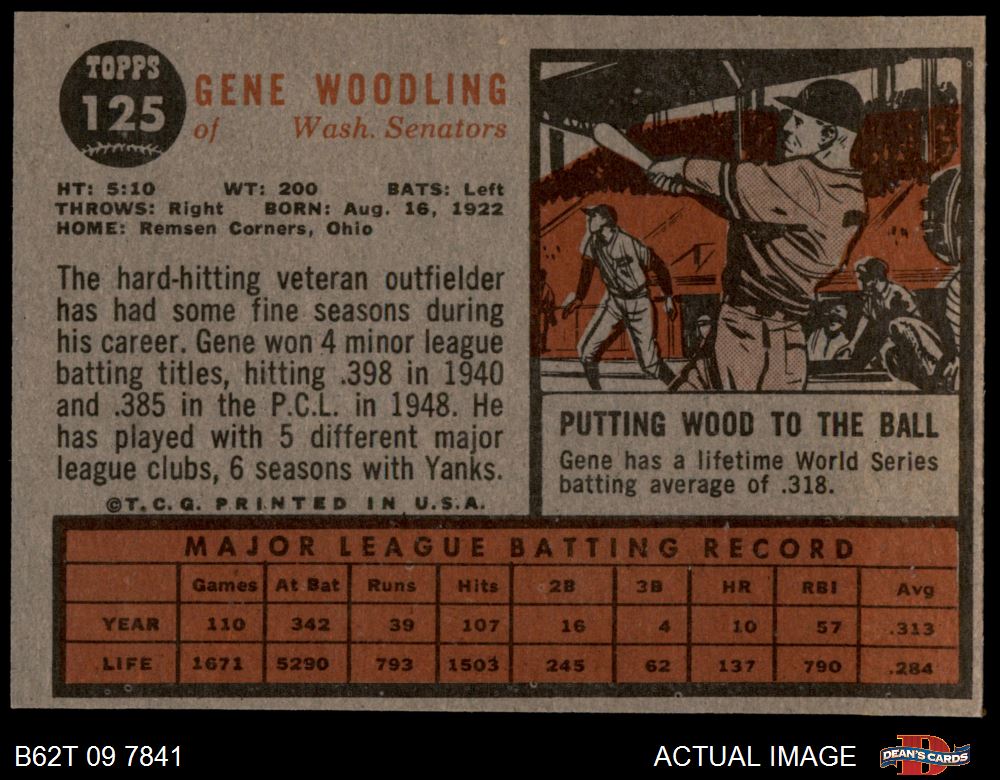 TOPPS
125
GENE WOODLING
of Wash. Senators
HT: 5:10 WT: 200 BATS: Left
THROWS: Right BORN: Aug. 16, 1922
HOME: Remsen Corners, Ohio
The hard-hitting veteran outfielder
has had some fine seasons during
his career. Gene won 4 minor league
batting titles, hitting .398 in 1940
and .385 in the P.C.L. in 1948. He
has played with 5 different major
league clubs, 6 seasons with Yanks.
©T.C.G. PRINTED IN U.S.A.
PUTTING WOOD TO THE BALL
Gene has a lifetime World Series
batting average of .318.
MAJOR LEAGUE BATTING RECORD
Games At Bat Runs Hits 2B 3B HR RBI Avg
YEAR 110 342 39 107 16 4 10 57 .313
LIFE 1671 5290 793 1503 245 62 137 790 .284
B62T 09 7841
ACTUAL IMAGE
D
DEAN'S CARDS